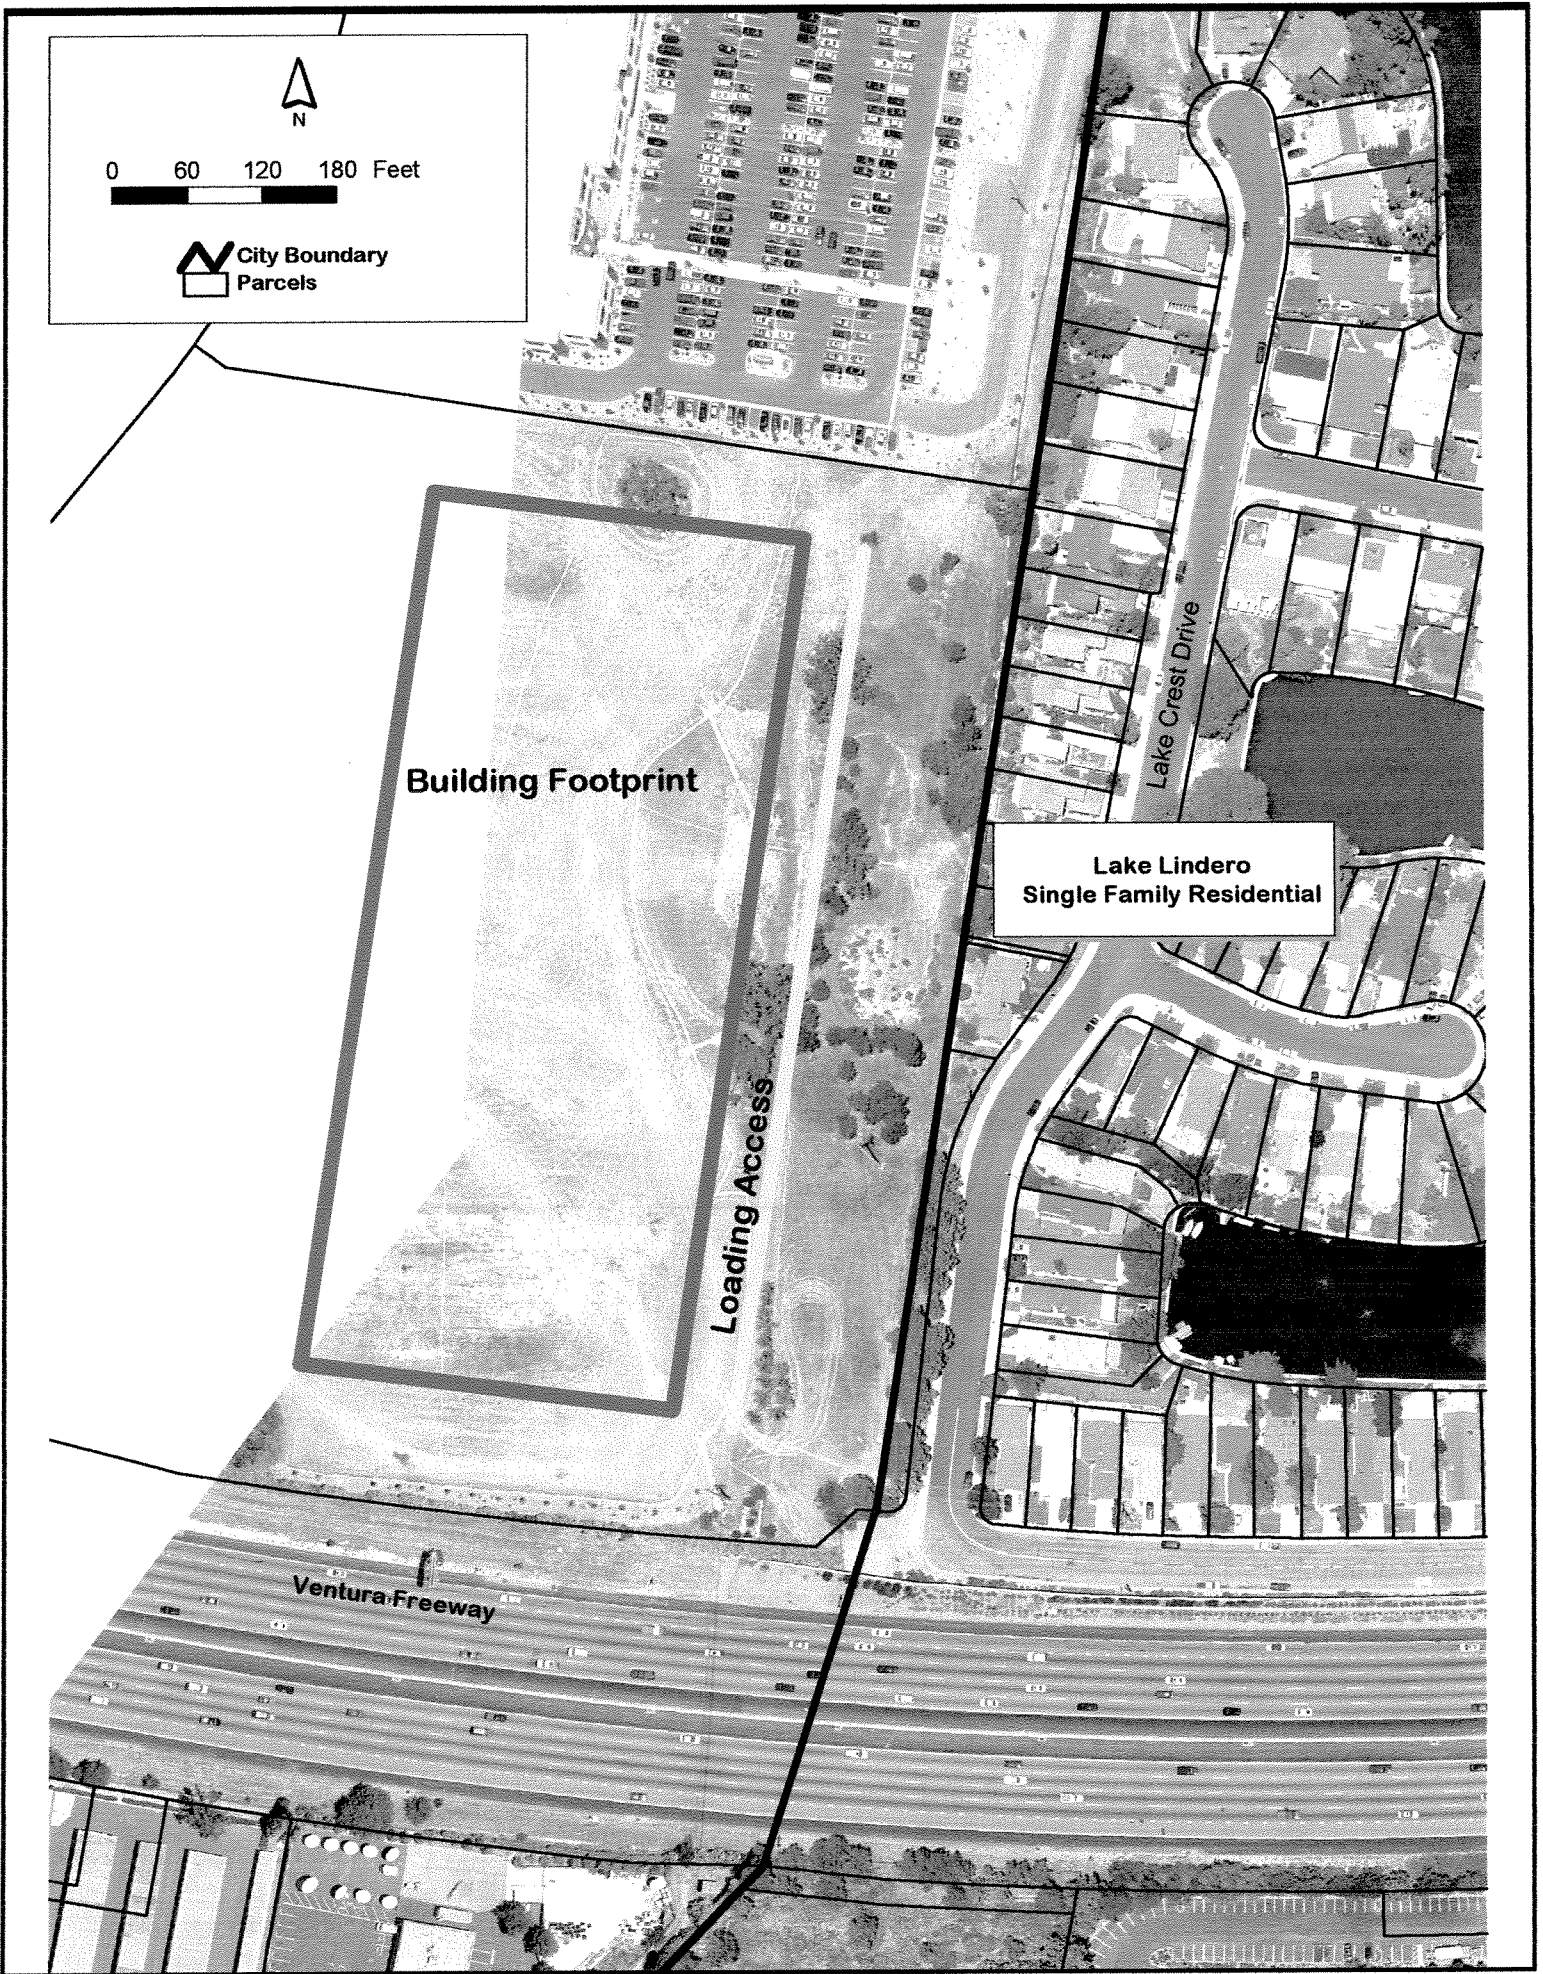 N
0 60 120 180 Feet
City Boundary
Parcels
Lake Crest Drive
Building Footprint
Lake Lindero
Single Family Residential
Loading Access
Ventura Freeway